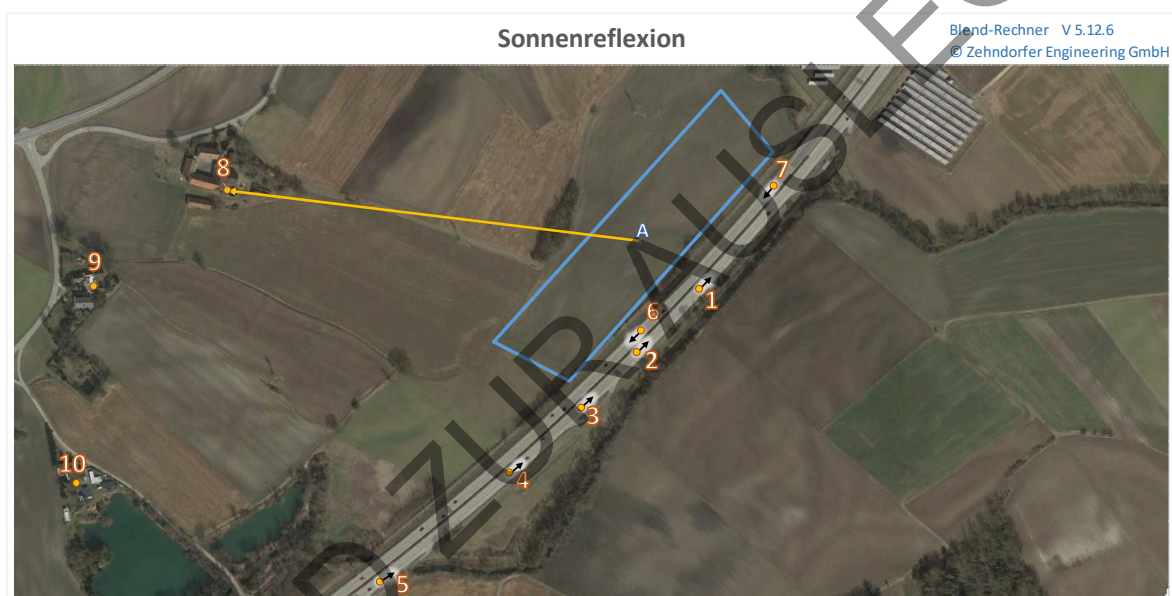 Sonnenreflexion
Blend-Rechner V 5.12.6
© Zehndorfer Engineering GmbH
8
7
A
9
1
6
2
3
10
4
5